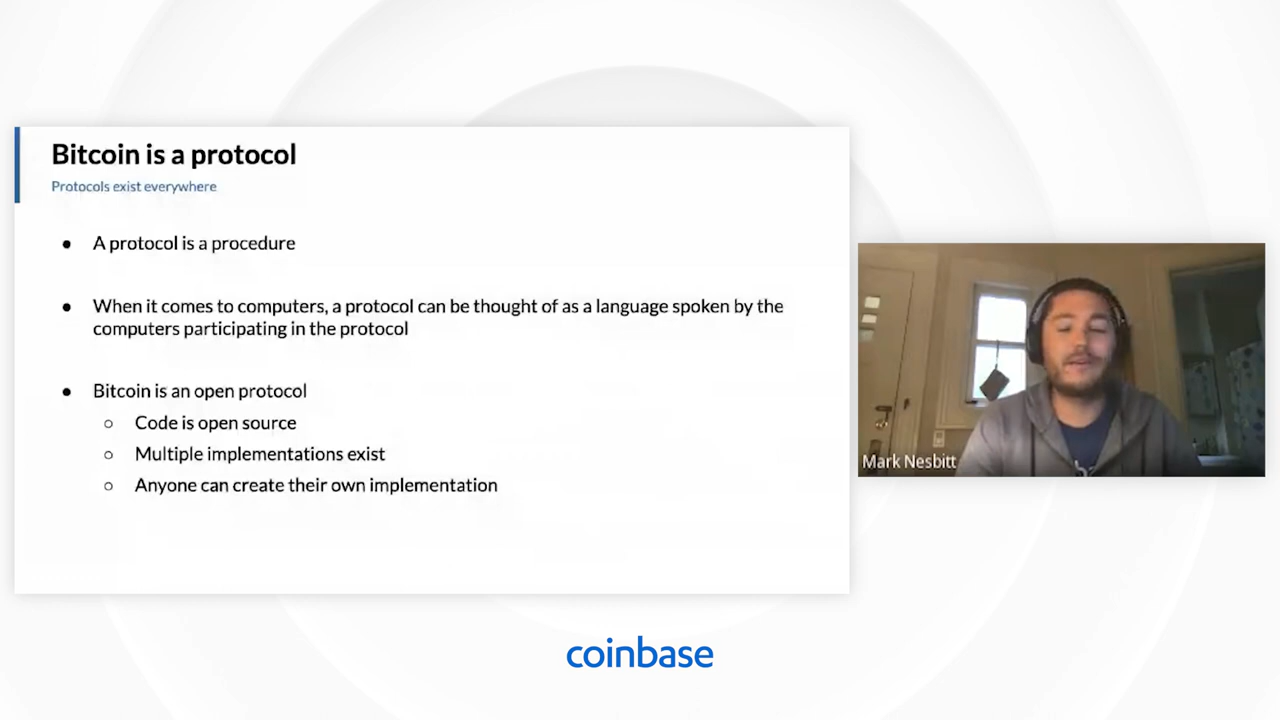 Bitcoin is a protocol
Protocols exist everywhere
● A protocol is a procedure
● When it comes to computers, a protocol can be thought of as a language spoken by the
computers participating in the protocol
● Bitcoin is an open protocol
○ Code is open source
○ Multiple implementations exist
○ Anyone can create their own implementation
Mark Nesbitt
coinbase